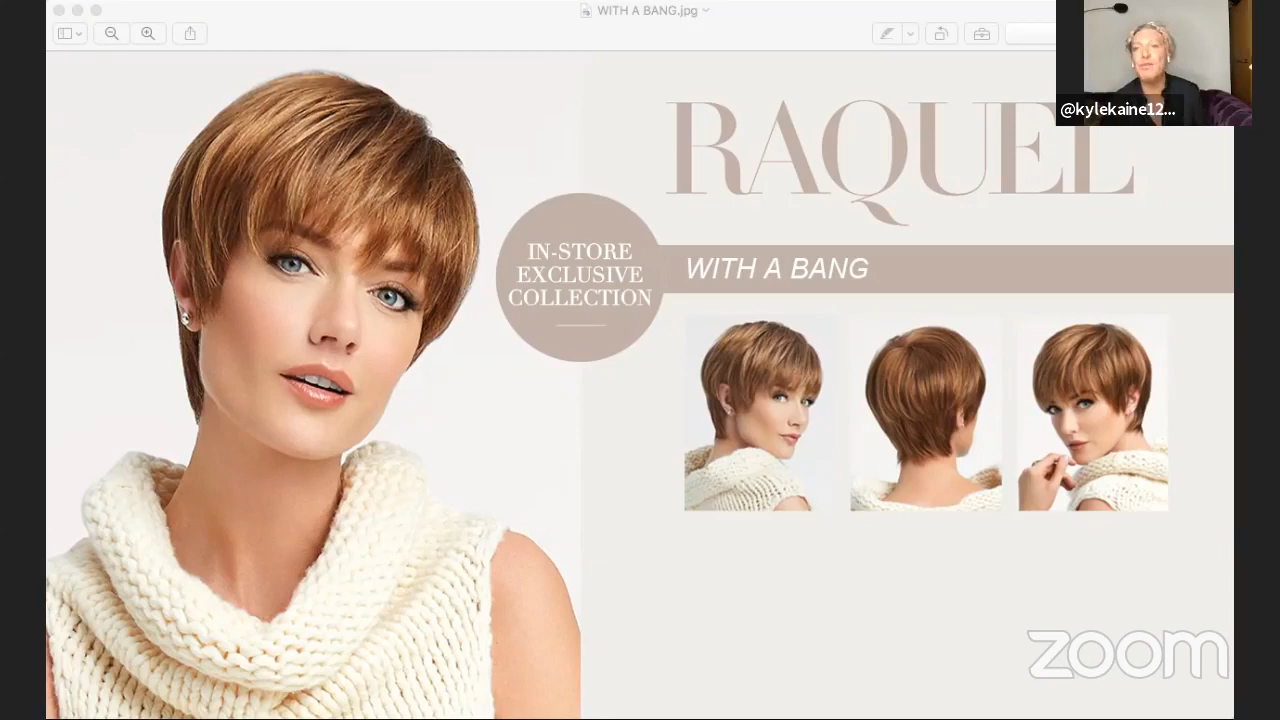 WITH A BANG.jpg
@kylekaine12...
RAQUEL
IN-STORE
EXCLUSIVE
COLLECTION
WITH A BANG
zoom